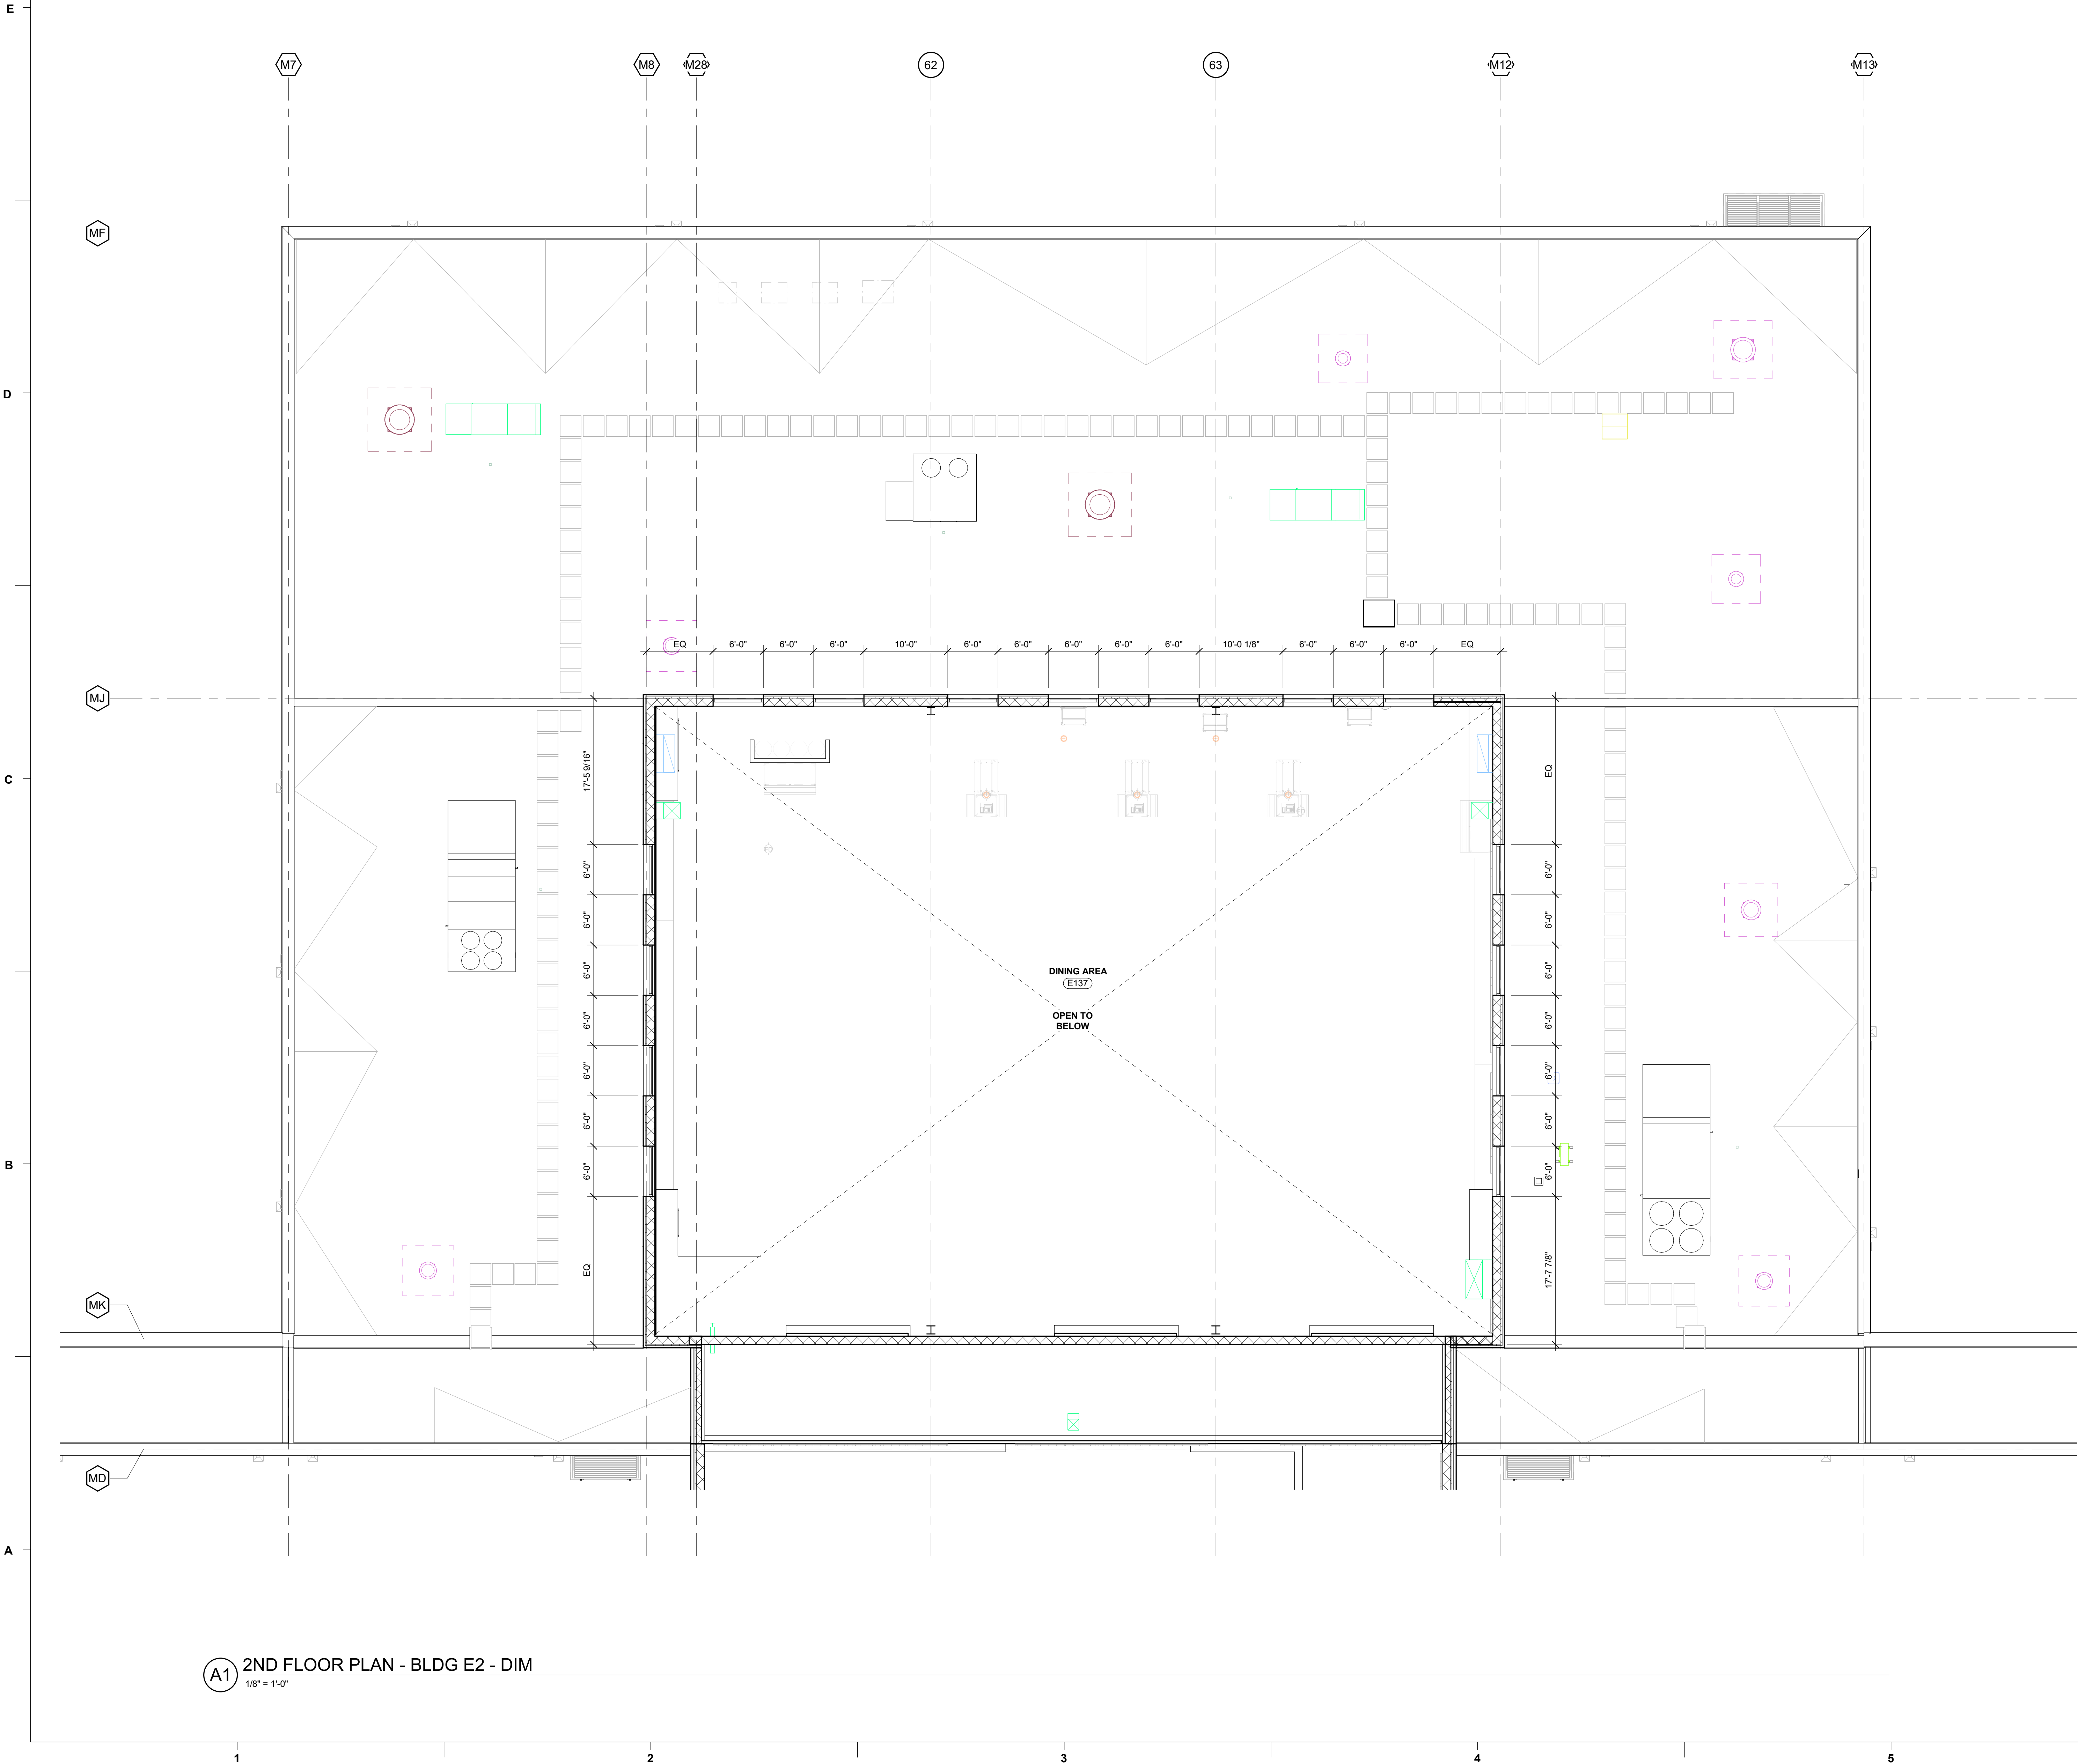 E
M7
M8
M28
62
63
M12
M13
MF
D
EQ
6'-0"
6'-0"
6'-0"
10'-0"
6'-0"
6'-0"
6'-0"
6'-0"
6'-0"
10'-0 1/8"
6'-0"
6'-0"
6'-0"
EQ
MJ
C
17'-5 9/16"
6'-0"
6'-0"
6'-0"
6'-0"
6'-0"
6'-0"
6'-0"
EQ
DINING AREA
E137
OPEN TO
BELOW
EQ
6'-0"
6'-0"
6'-0"
6'-0"
6'-0"
6'-0"
6'-0"
17'-7 7/8"
B
MK
MD
A
A1
2ND FLOOR PLAN - BLDG E2 - DIM
1/8" = 1'-0"
1
2
3
4
5